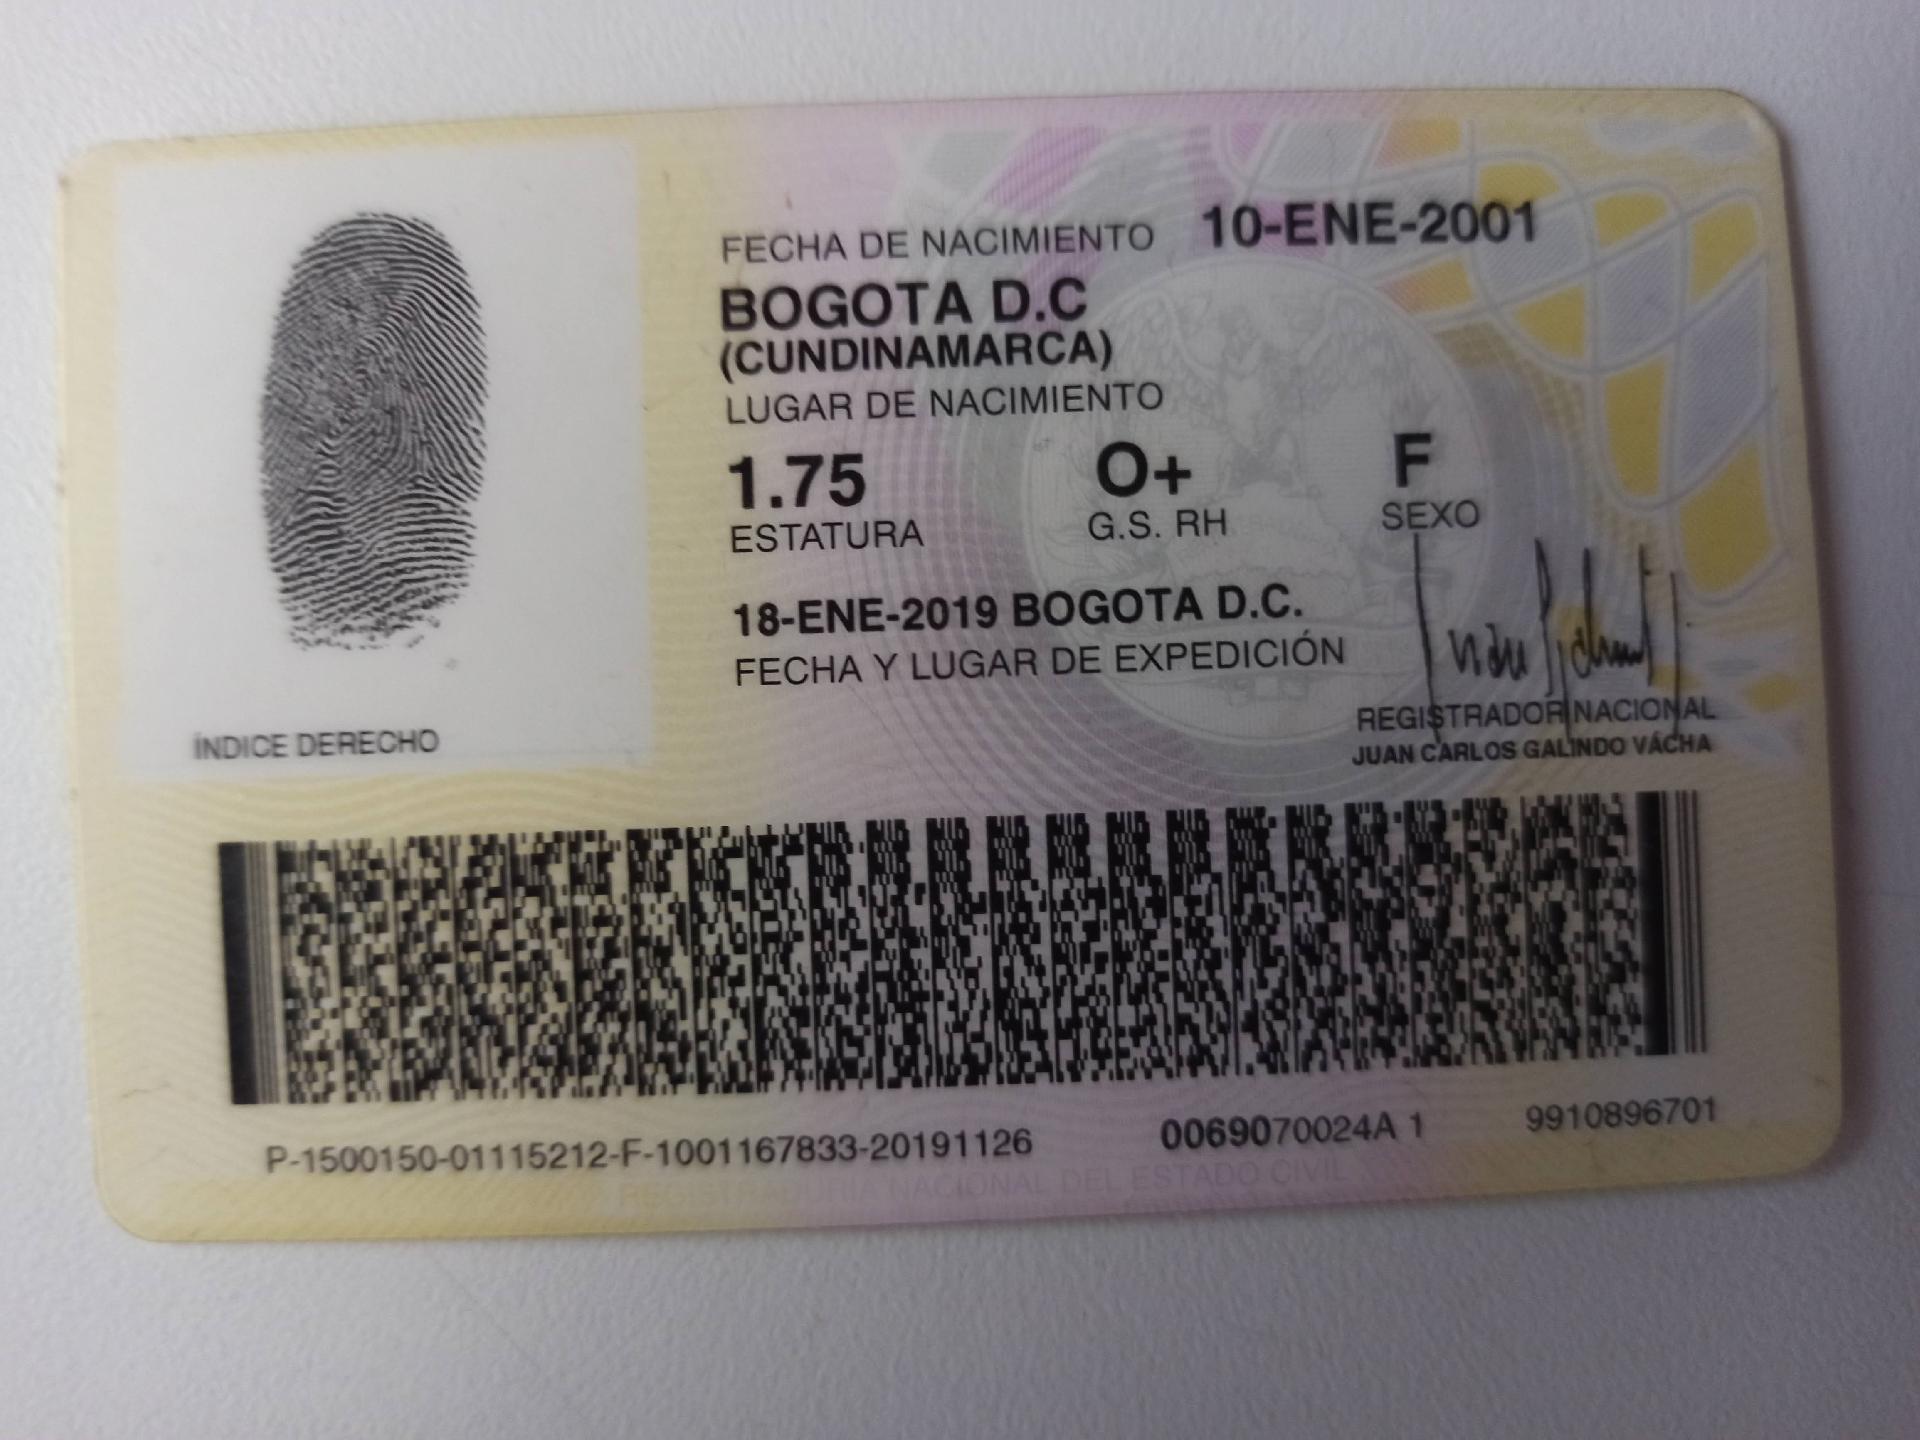 FECHA DE NACIMIENTO 10-ENE-2001
BOGOTA D.C
(CUNDINAMARCA)
LUGAR DE NACIMIENTO
1.75 O+ F
ESTATURA G.S. RH SEXO
18-ENE-2019 BOGOTA D.C.
FECHA Y LUGAR DE EXPEDICIÓN
REGISTRADOR NACIONAL
JUAN CARLOS GALINDO VÁCHA
ÍNDICE DERECHO
P-1500150-01115212-F-1001167833-20191126 0069070024A 1 9910896701
REGISTRADURIA NACIONAL DEL ESTADO CIVIL